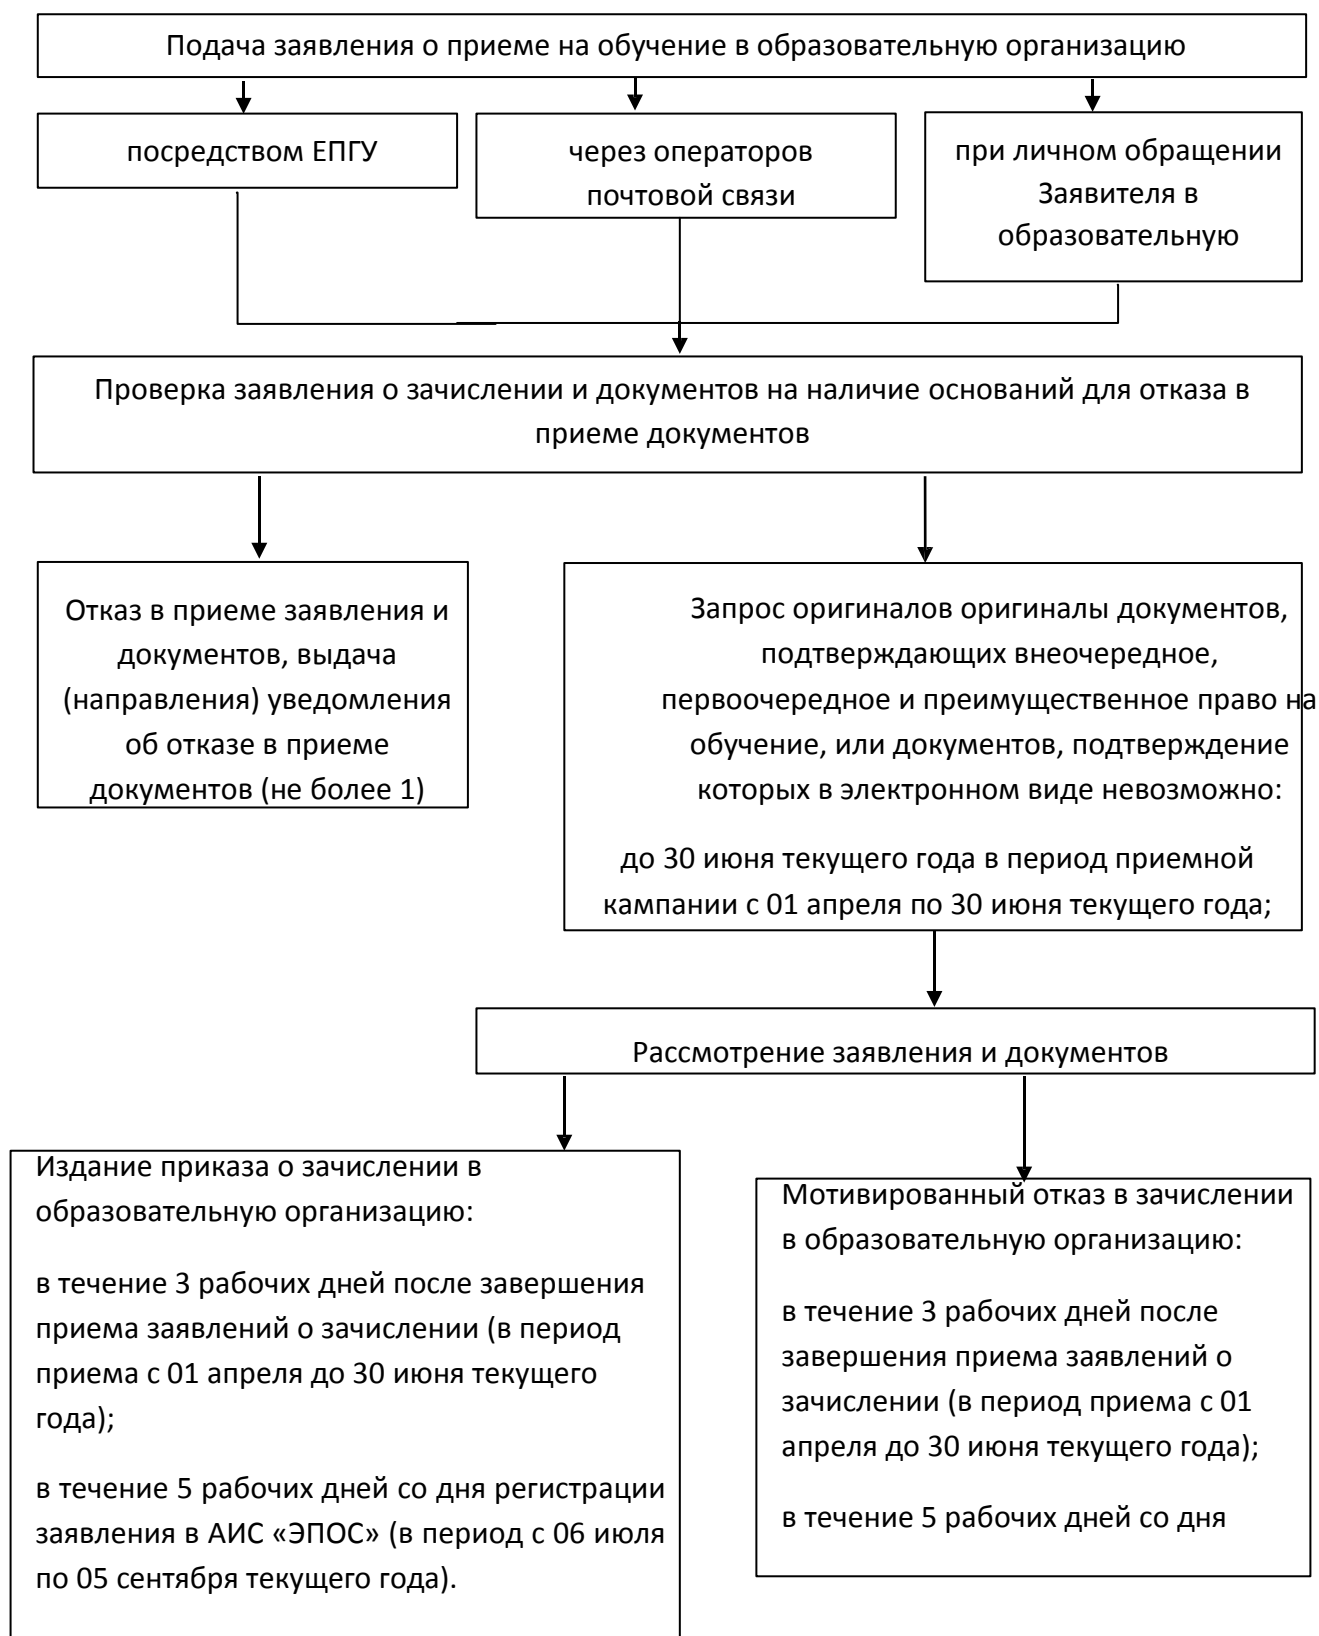 Подача заявления о приеме на обучение в образовательную организацию
посредством ЕПГУ
через операторов
почтовой связи
при личном обращении
Заявителя в
образовательную
Проверка заявления о зачислении и документов на наличие оснований для отказа в
приеме документов
Отказ в приеме заявления и
документов, выдача
(направления) уведомления
об отказе в приеме
документов (не более 1)
Запрос оригиналов оригиналы документов,
подтверждающих внеочередное,
первоочередное и преимущественное право на
обучение, или документов, подтверждение
которых в электронном виде невозможно:
до 30 июня текущего года в период приемной
кампании с 01 апреля по 30 июня текущего года;
Рассмотрение заявления и документов
Издание приказа о зачислении в
образовательную организацию:
в течение 3 рабочих дней после завершения
приема заявлений о зачислении (в период
приема с 01 апреля до 30 июня текущего
года);
в течение 5 рабочих дней со дня регистрации
заявления в АИС «ЭПОС» (в период с 06 июля
по 05 сентября текущего года).
Мотивированный отказ в зачислении
в образовательную организацию:
в течение 3 рабочих дней после
завершения приема заявлений о
зачислении (в период приема с 01
апреля до 30 июня текущего года);
в течение 5 рабочих дней со дня